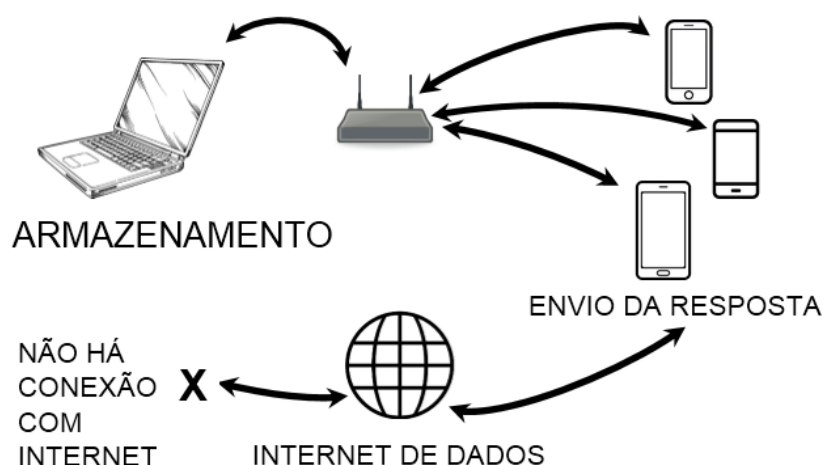 ARMAZENAMENTO
ENVIO DA RESPOSTA
NÃO HÁ
CONEXÃO X
COM
INTERNET
INTERNET DE DADOS